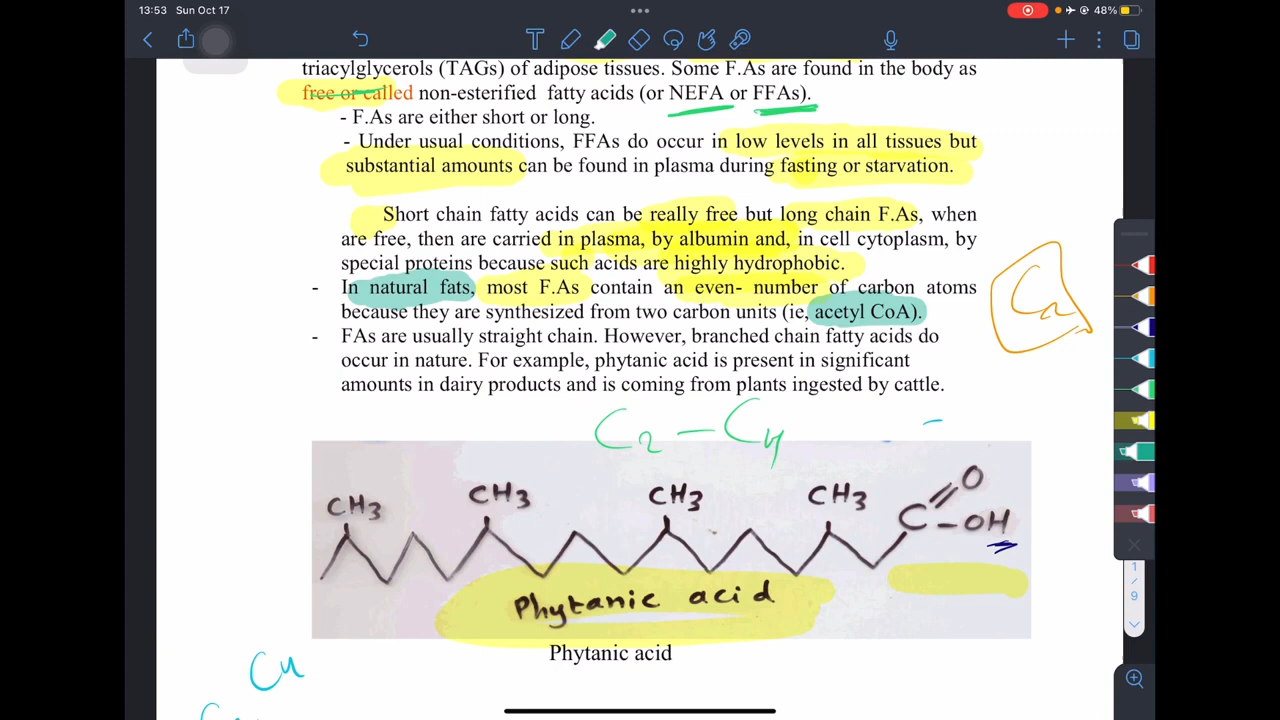 13:53 Sun Oct 17
48%
T
triacylglycerols (TAGs) of adipose tissues. Some F.As are found in the body as
free or called non-esterified fatty acids (or NEFA or FFAs).
- F.As are either short or long.
- Under usual conditions, FFAs do occur in low levels in all tissues but
substantial amounts can be found in plasma during fasting or starvation.
Short chain fatty acids can be really free but long chain F.As, when
are free, then are carried in plasma, by albumin and, in cell cytoplasm, by
special proteins because such acids are highly hydrophobic.
- In natural fats, most F.As contain an even- number of carbon atoms
because they are synthesized from two carbon units (ie, acetyl CoA).
- FAs are usually straight chain. However, branched chain fatty acids do
occur in nature. For example, phytanic acid is present in significant
amounts in dairy products and is coming from plants ingested by cattle.
C2 - C4
CH3 CH3 CH3 CH3 O
C-OH
Phytanic acid
Phytanic acid
1
/
9